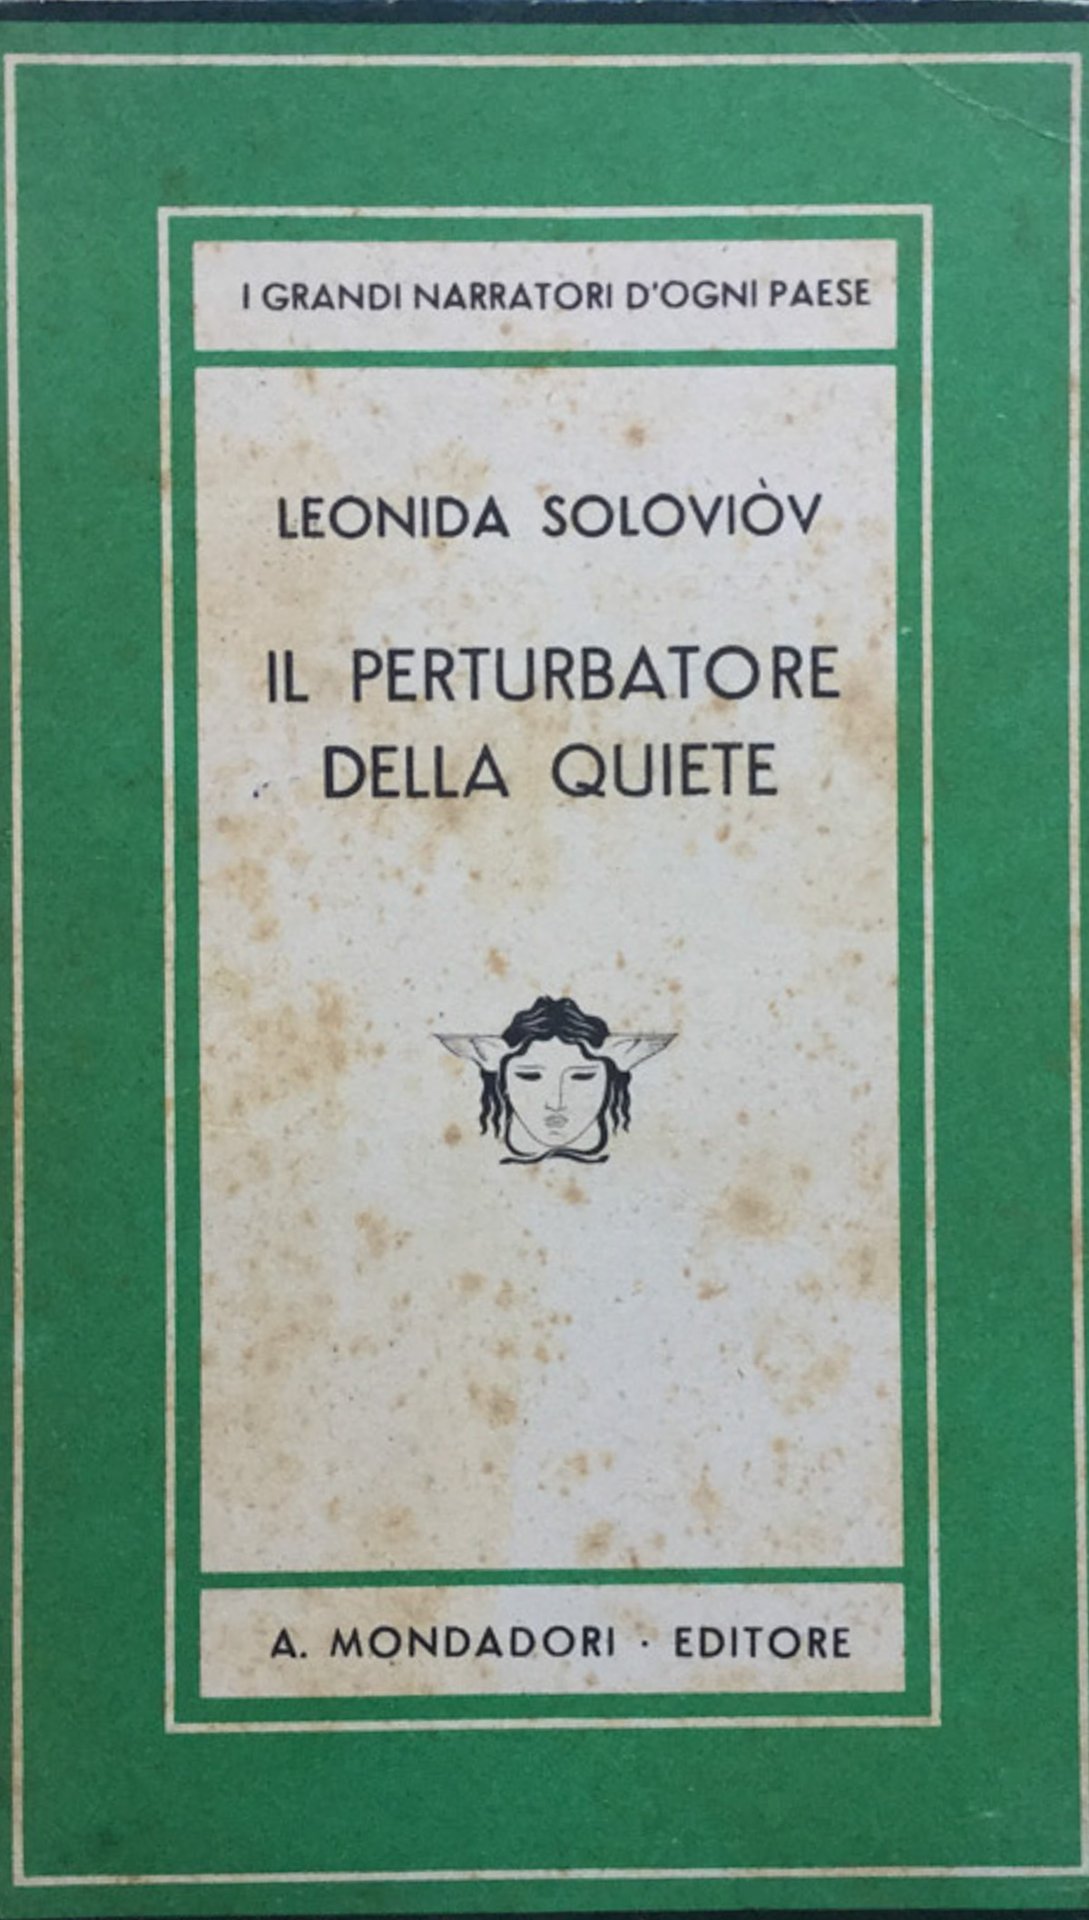 I GRANDI NARRATORI D'OGNI PAESE
LEONIDA SOLOVIÒV
IL PERTURBATORE
DELLA QUIETE
A. MONDADORI · EDITORE